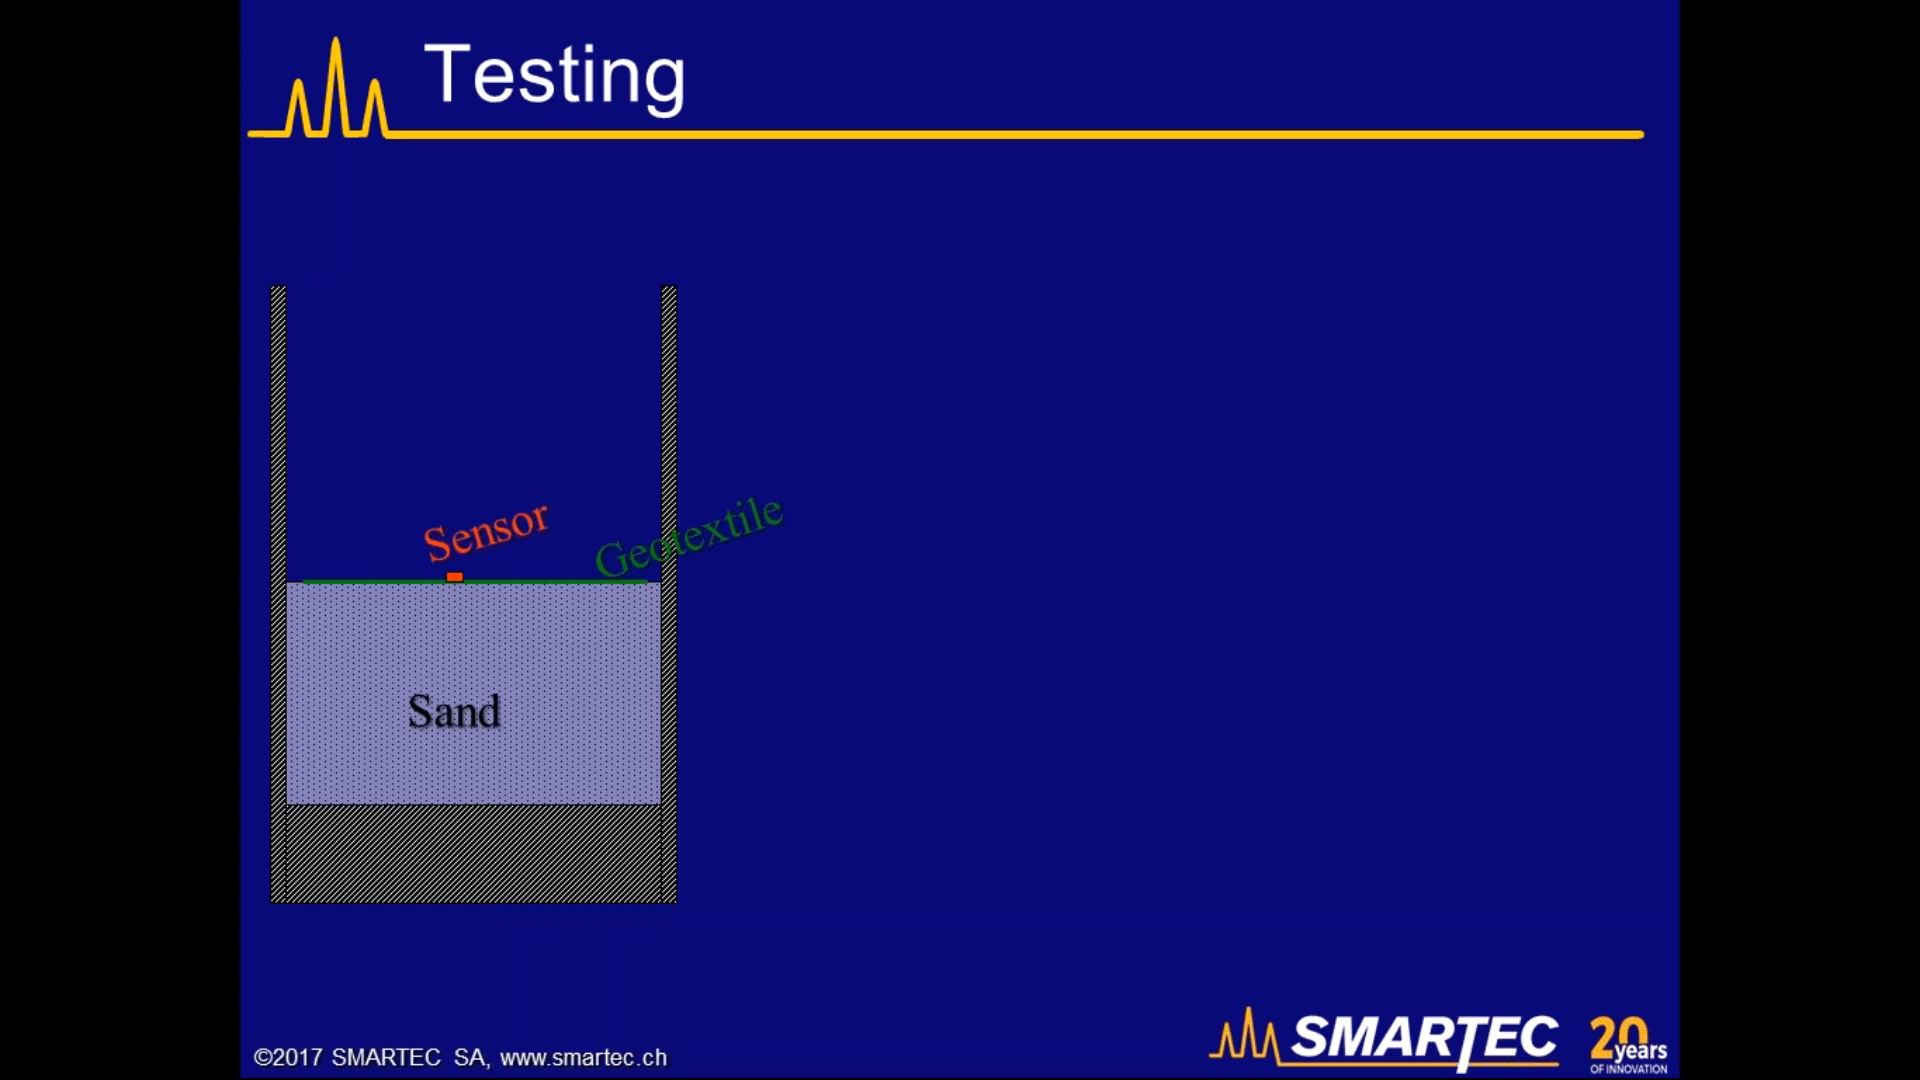 Testing
Sensor
Geotextile
Sand
©2017 SMARTEC SA, www.smartec.ch
SMARTEC
20 years
OF INNOVATION